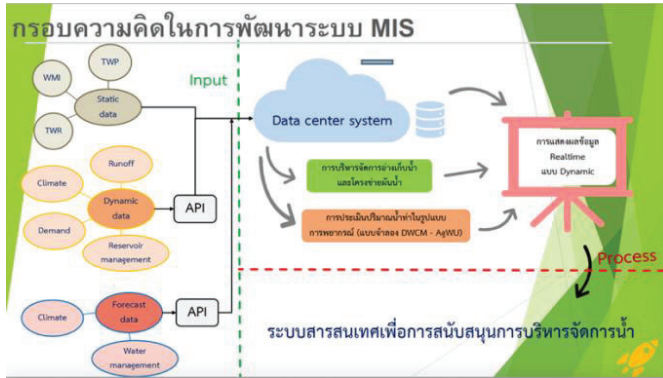 กรอบความคิดในการพัฒนาระบบ MIS
TWP
WMI
Static
data
TWR
Input
Data center system
การแสดงผลข้อมูล
Realtime
แบบ Dynamic
Runoff
Climate
Dynamic
data
API
Demand
Reservoir
management
การบริหารจัดการอ่างเก็บน้ำ
และโครงข่ายผันน้ำ
การประเมินปริมาณน้ำท่าในรูปแบบ
การพยากรณ์ (แบบจำลอง DWCM - AgWU)
Process
Forecast
data
API
Climate
Water
management
ระบบสารสนเทศเพื่อการสนับสนุนการบริหารจัดการน้ำ